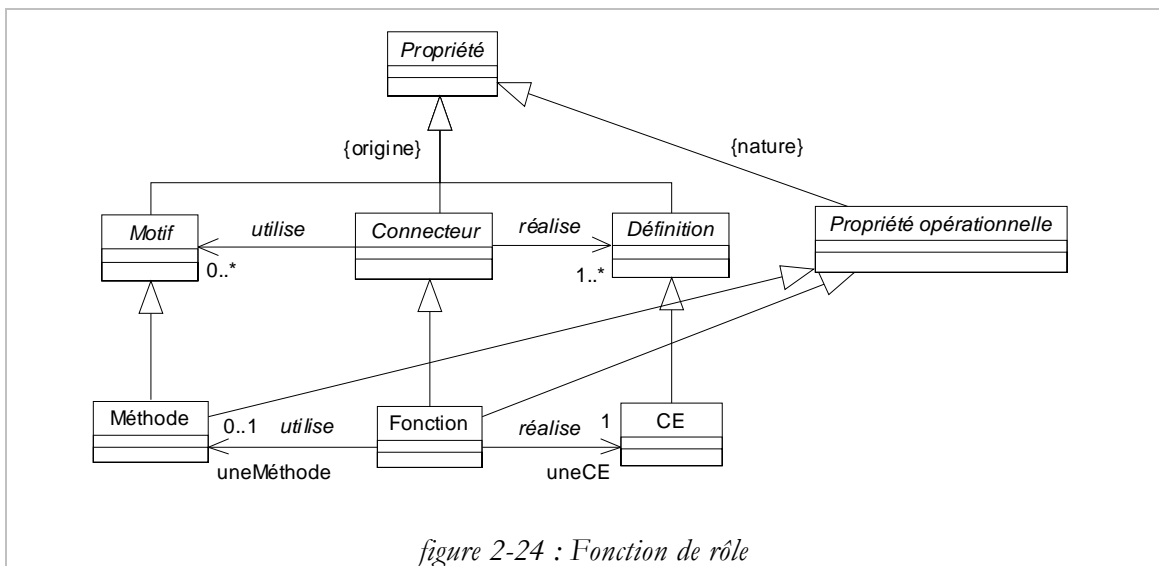 Propriété
{origine}
{nature}
Motif
utilise
Connecteur
réalise
Définition
Propriété opérationnelle
0..*
1..*
Méthode
0..1
utilise
Fonction
réalise
1
CE
uneMéthode
uneCE
figure 2-24 : Fonction de rôle